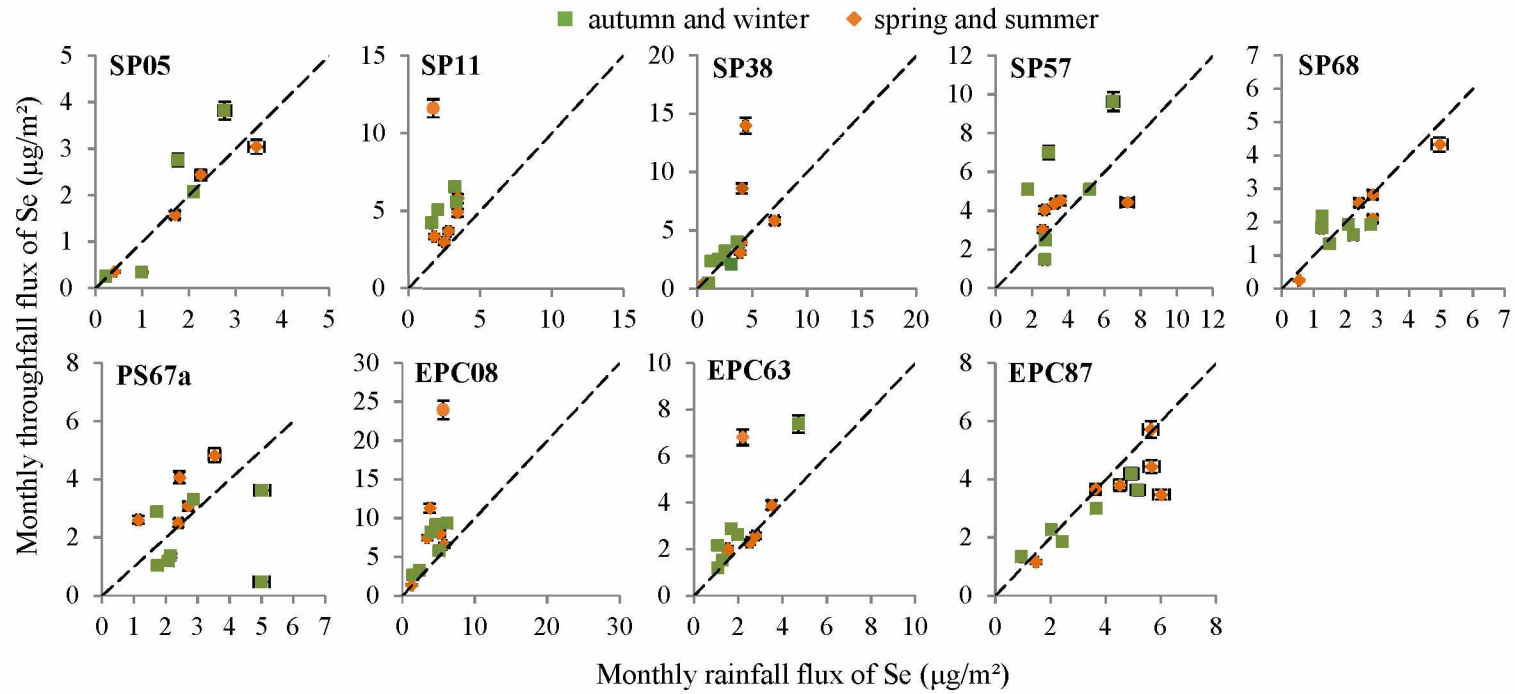 autumn and winter spring and summer
SP05 SP11 SP38 SP57 SP68
5 4 3 2 1 0
0 1 2 3 4 5
15 10 5 0
0 5 10 15
20 15 10 5 0
0 5 10 15 20
12 10 8 6 4 2 0
0 2 4 6 8 10 12
7 6 5 4 3 2 1 0
0 1 2 3 4 5 6 7
Monthly throughfall flux of Se (µg/m²)
PS67a EPC08 EPC63 EPC87
8 6 4 2 0
0 1 2 3 4 5 6 7
30 25 20 15 10 5 0
0 10 20 30
10 8 6 4 2 0
0 2 4 6 8 10
8 6 4 2 0
0 2 4 6 8
Monthly rainfall flux of Se (µg/m²)